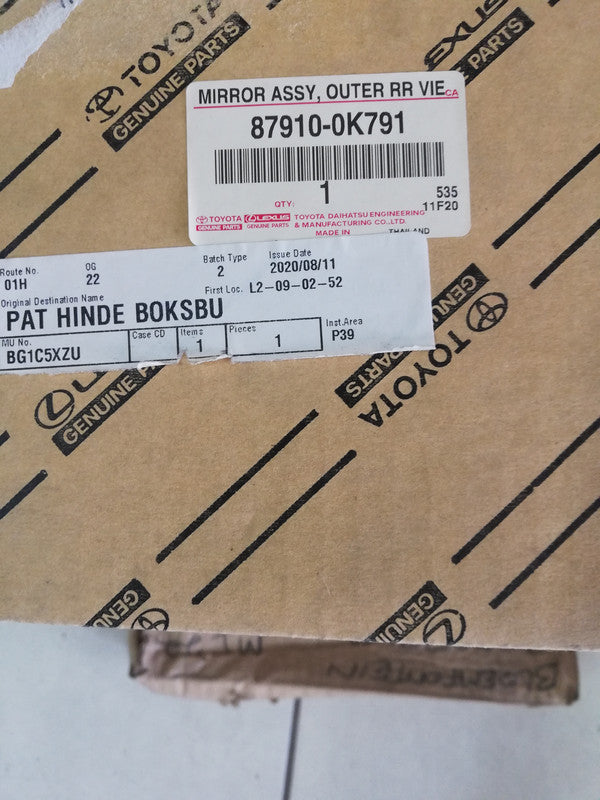 TOYOTA
GENUINE PARTS
LEXUS
PARTS
MIRROR ASSY, OUTER RR VIE
CA
87910-0K791
QTY:
1
535
11F20
TOYOTA
GENUINE PARTS
LEXUS
GENUINE PARTS
TOYOTA DAIHATSU ENGINEERING
& MANUFACTURING CO.,LTD.
MADE IN THAILAND
Route No.
01H
OG
22
Batch Type
2
Issue Date
2020/08/11
First Loc. L2-09-02-52
Original Destination Name
PAT HINDE BOKSBU
MU No.
BG1C5XZU
Case CD
Items
1
Pieces
1
Inst.Area
P39
GENUINE PARTS
GENUINE
PARTS
TOYOTA
GENUINE
GENUINE
PARTS
TOYOTA
BLOEMFONTEIN